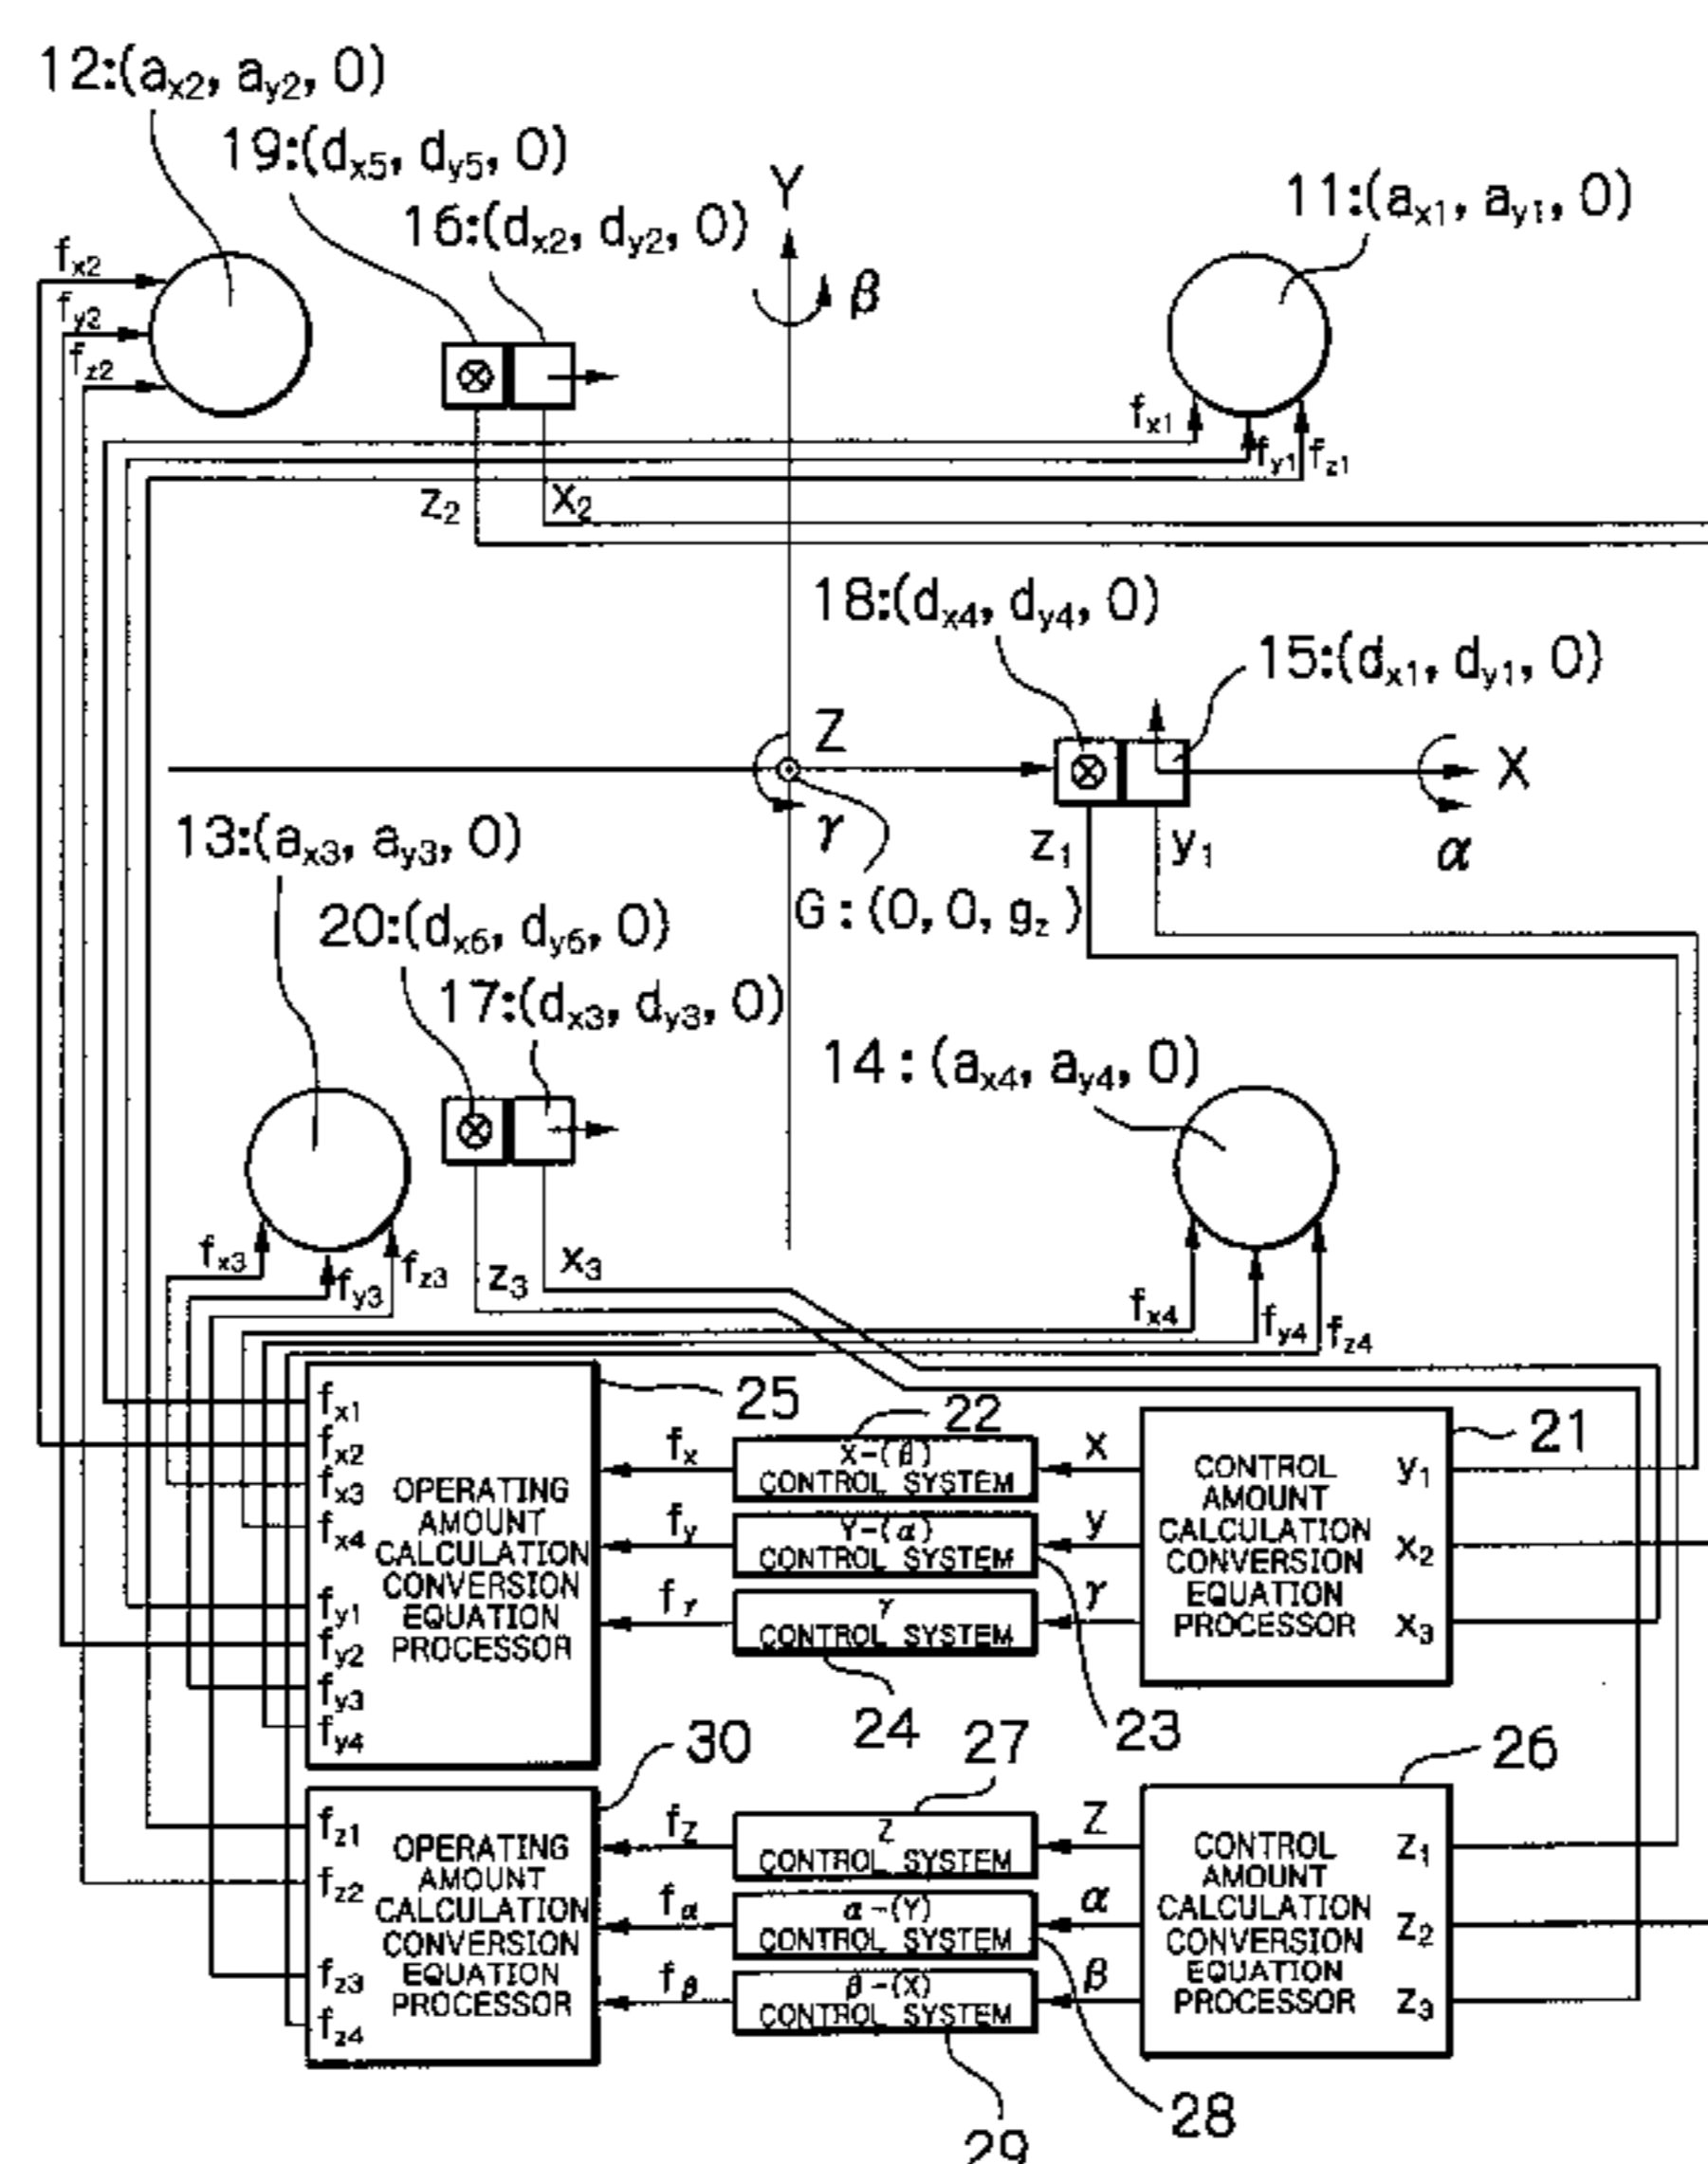 12:(ax2, ay2, 0)
19:(dx5, dy5, 0)
16:(dx2, dy2, 0)
Y
11:(ax1, ay1, 0)
fx2
β
fy2
fz2
fx1
fy1
fz1
z2
x2
18:(dx4, dy4, 0)
15:(dx1, dy1, 0)
Z
X
13:(ax3, ay3, 0)
γ
z1
y1
α
20:(dx6, dy6, 0)
G : (0, 0, gz )
17:(dx3, dy3, 0)
14 : (ax4, ay4, 0)
fx3
fy3
fz3
z3
x3
fx4
fy4
fz4
25
22
21
fx1
fx2
fx3
fx4
fy1
fy2
fy3
fy4
OPERATING
AMOUNT
CALCULATION
CONVERSION
EQUATION
PROCESSOR
fx
X-(β)
CONTROL SYSTEM
x
fy
Y-(α)
CONTROL SYSTEM
y
fγ
γ
CONTROL SYSTEM
γ
CONTROL
AMOUNT
CALCULATION
CONVERSION
EQUATION
PROCESSOR
y1
x2
x3
24
23
30
27
26
fz1
fz2
fz3
fz4
OPERATING
AMOUNT
CALCULATION
CONVERSION
EQUATION
PROCESSOR
fz
Z
CONTROL SYSTEM
Z
fα
α-(Y)
CONTROL SYSTEM
α
fβ
β-(X)
CONTROL SYSTEM
β
CONTROL
AMOUNT
CALCULATION
CONVERSION
EQUATION
PROCESSOR
z1
z2
z3
28
29